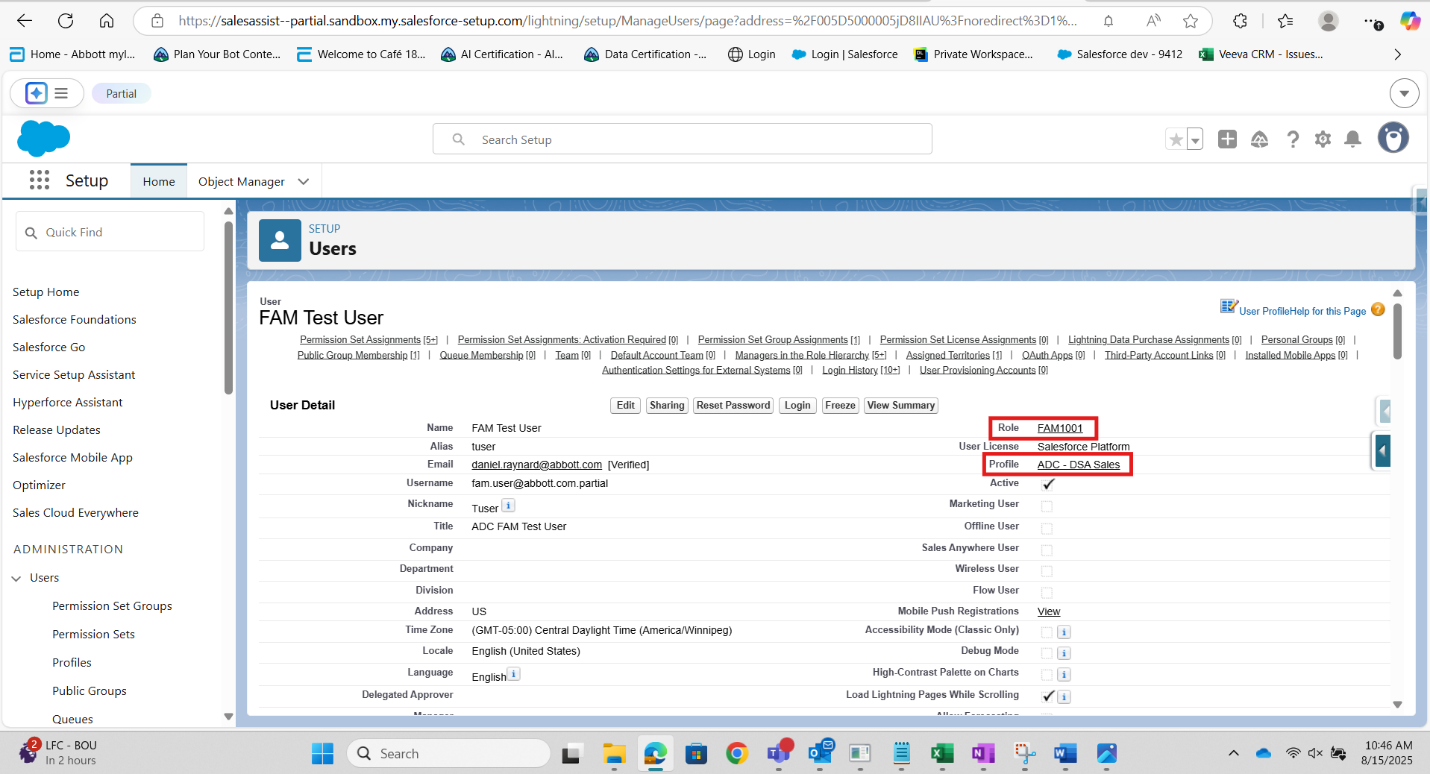 https://salesassist--partial.sandbox.my.salesforce-setup.com/lightning/setup/ManageUsers/page?address=%2F005D5000005jD8IIAU%3Fnoredirect%3D1%...
Home - Abbott myl... Plan Your Bot Conte... Welcome to Café 18... AI Certification - AI... Data Certification -... Login Login | Salesforce Private Workspace... Salesforce dev - 9412 Veeva CRM - Issues...
Partial
Search Setup
Setup Home Object Manager
Quick Find
Setup Home
Salesforce Foundations
Salesforce Go
Service Setup Assistant
Hyperforce Assistant
Release Updates
Salesforce Mobile App
Optimizer
Sales Cloud Everywhere
ADMINISTRATION
Users
Permission Set Groups
Permission Sets
Profiles
Public Groups
Queues
SETUP
Users
User
FAM Test User
User Profile Help for this Page ?
Permission Set Assignments [5+] | Permission Set Assignments: Activation Required [0] | Permission Set Group Assignments [1] | Permission Set License Assignments [0] | Lightning Data Purchase Assignments [0] | Personal Groups [0] |
Public Group Membership [1] | Queue Membership [0] | Team [0] | Default Account Team [0] | Managers in the Role Hierarchy [5+] | Assigned Territories [1] | OAuth Apps [0] | Third-Party Account Links [0] | Installed Mobile Apps [0] |
Authentication Settings for External Systems [0] | Login History [10+] | User Provisioning Accounts [0]
User Detail Edit Sharing Reset Password Login Freeze View Summary
Name FAM Test User Role FAM1001
Alias tuser User License Salesforce Platform
Email daniel.raynard@abbott.com [Verified] Profile ADC - DSA Sales
Username fam.user@abbott.com.partial Active ✓
Nickname Tuser i Marketing User
Title ADC FAM Test User Offline User
Company Sales Anywhere User
Department Wireless User
Division Flow User
Address US Mobile Push Registrations View
Time Zone (GMT-05:00) Central Daylight Time (America/Winnipeg) Accessibility Mode (Classic Only) i
Locale English (United States) Debug Mode i
Language English i High-Contrast Palette on Charts i
Delegated Approver Load Lightning Pages While Scrolling ✓ i
2 LFC - BOU
In 2 hours
Search
10:46 AM
8/15/2025